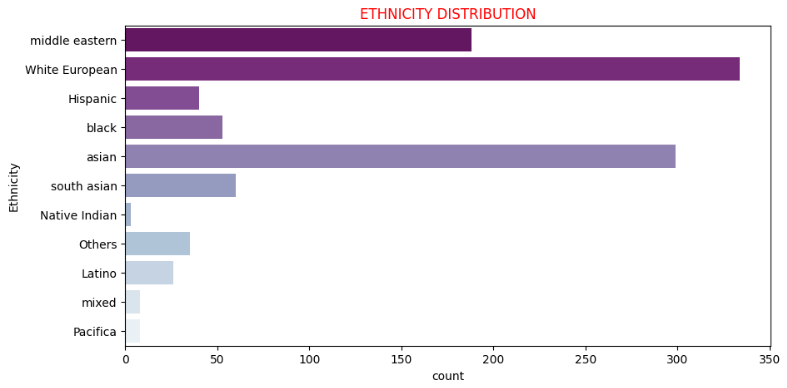 ETHNICITY DISTRIBUTION
middle eastern
White European
Hispanic
black
asian
south asian
Native Indian
Others
Latino
mixed
Pacifica
Ethnicity
0 50 100 150 200 250 300 350
count